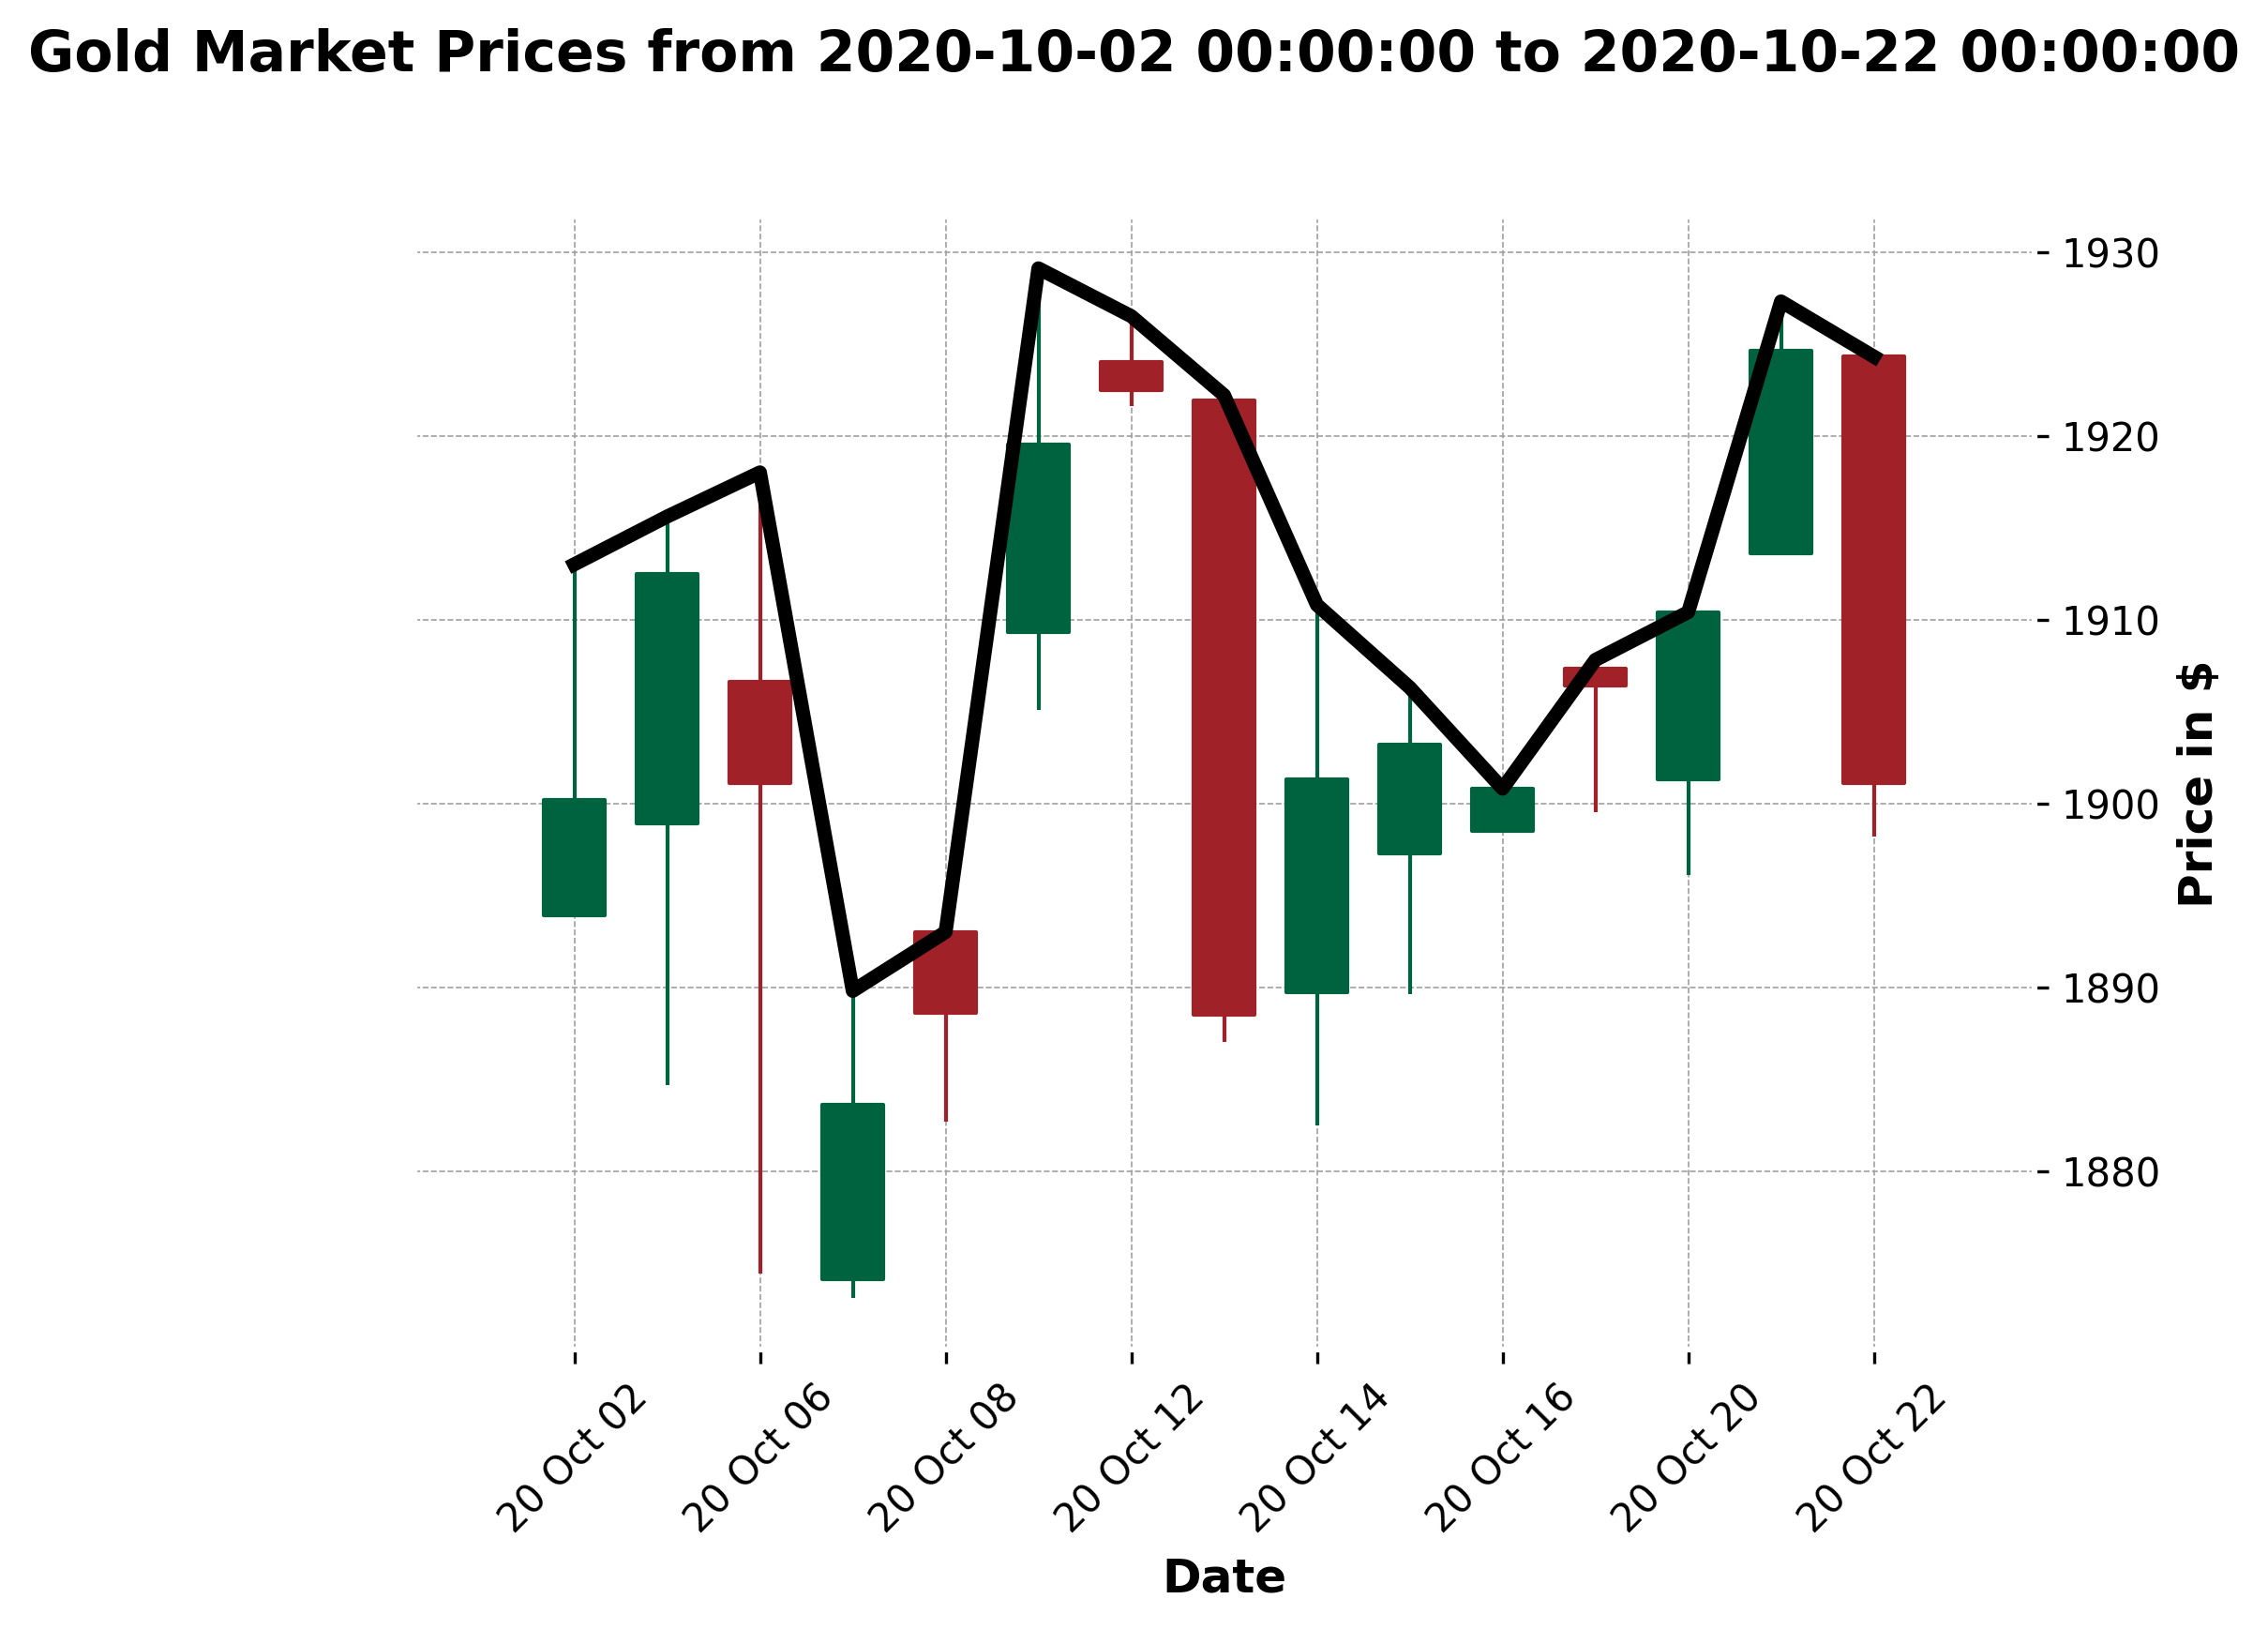 Gold Market Prices from 2020-10-02 00:00:00 to 2020-10-22 00:00:00
1930
1920
1910
1900
1890
1880
Price in $
20 Oct 02
20 Oct 06
20 Oct 08
20 Oct 12
20 Oct 14
20 Oct 16
20 Oct 20
20 Oct 22
Date